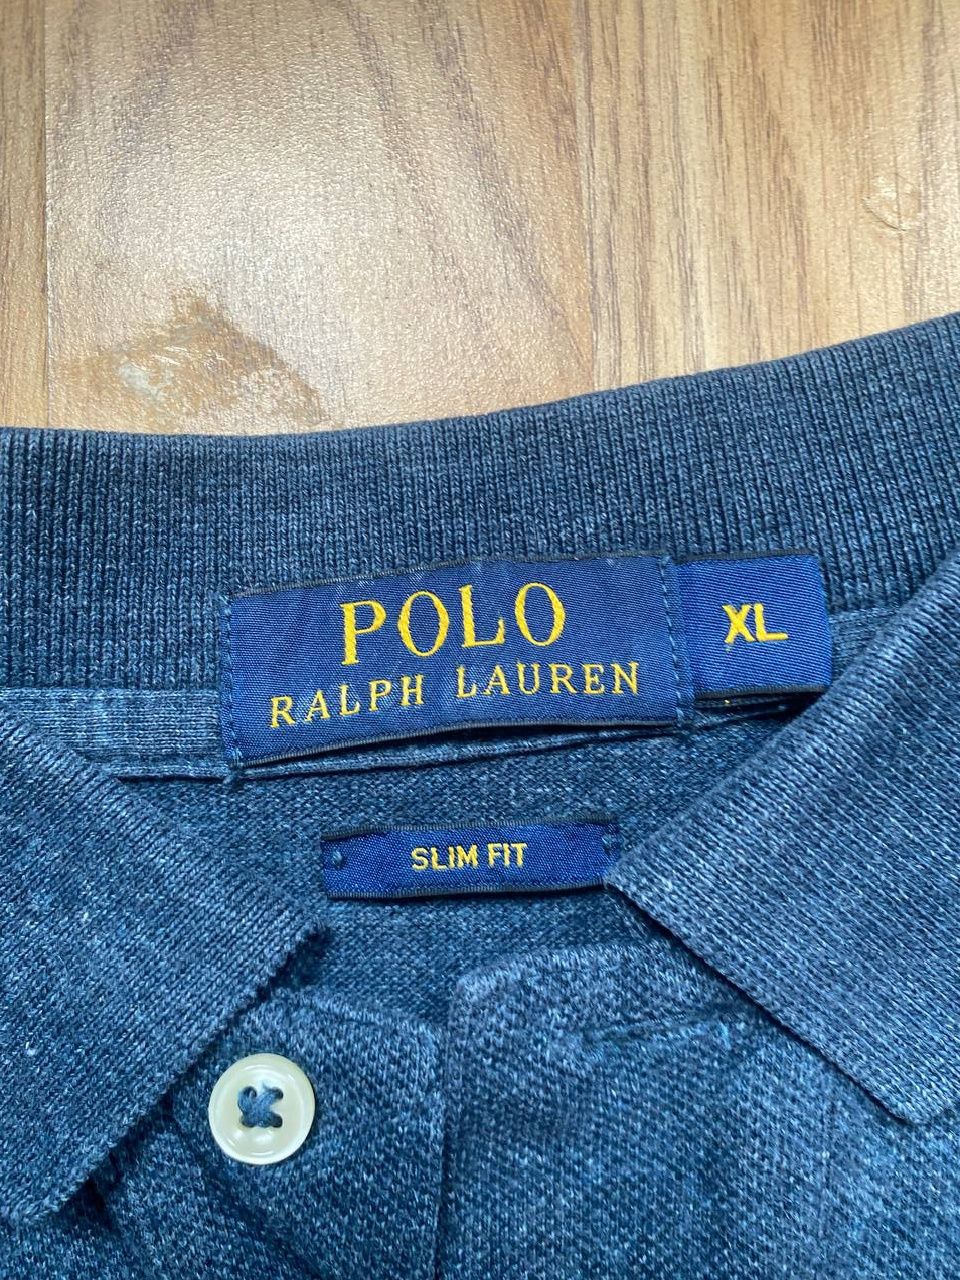 POLO
RALPH LAUREN
XL
SLIM FIT